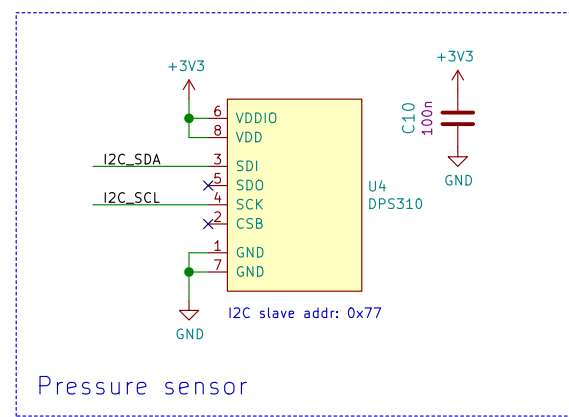 +3V3
+3V3
6 VDDIO
8 VDD
C10
100n
I2C_SDA 3 SDI
5 SDO
I2C_SCL 4 SCK
2 CSB
U4
DPS310
GND
1 GND
7 GND
GND
I2C slave addr: 0x77
Pressure sensor